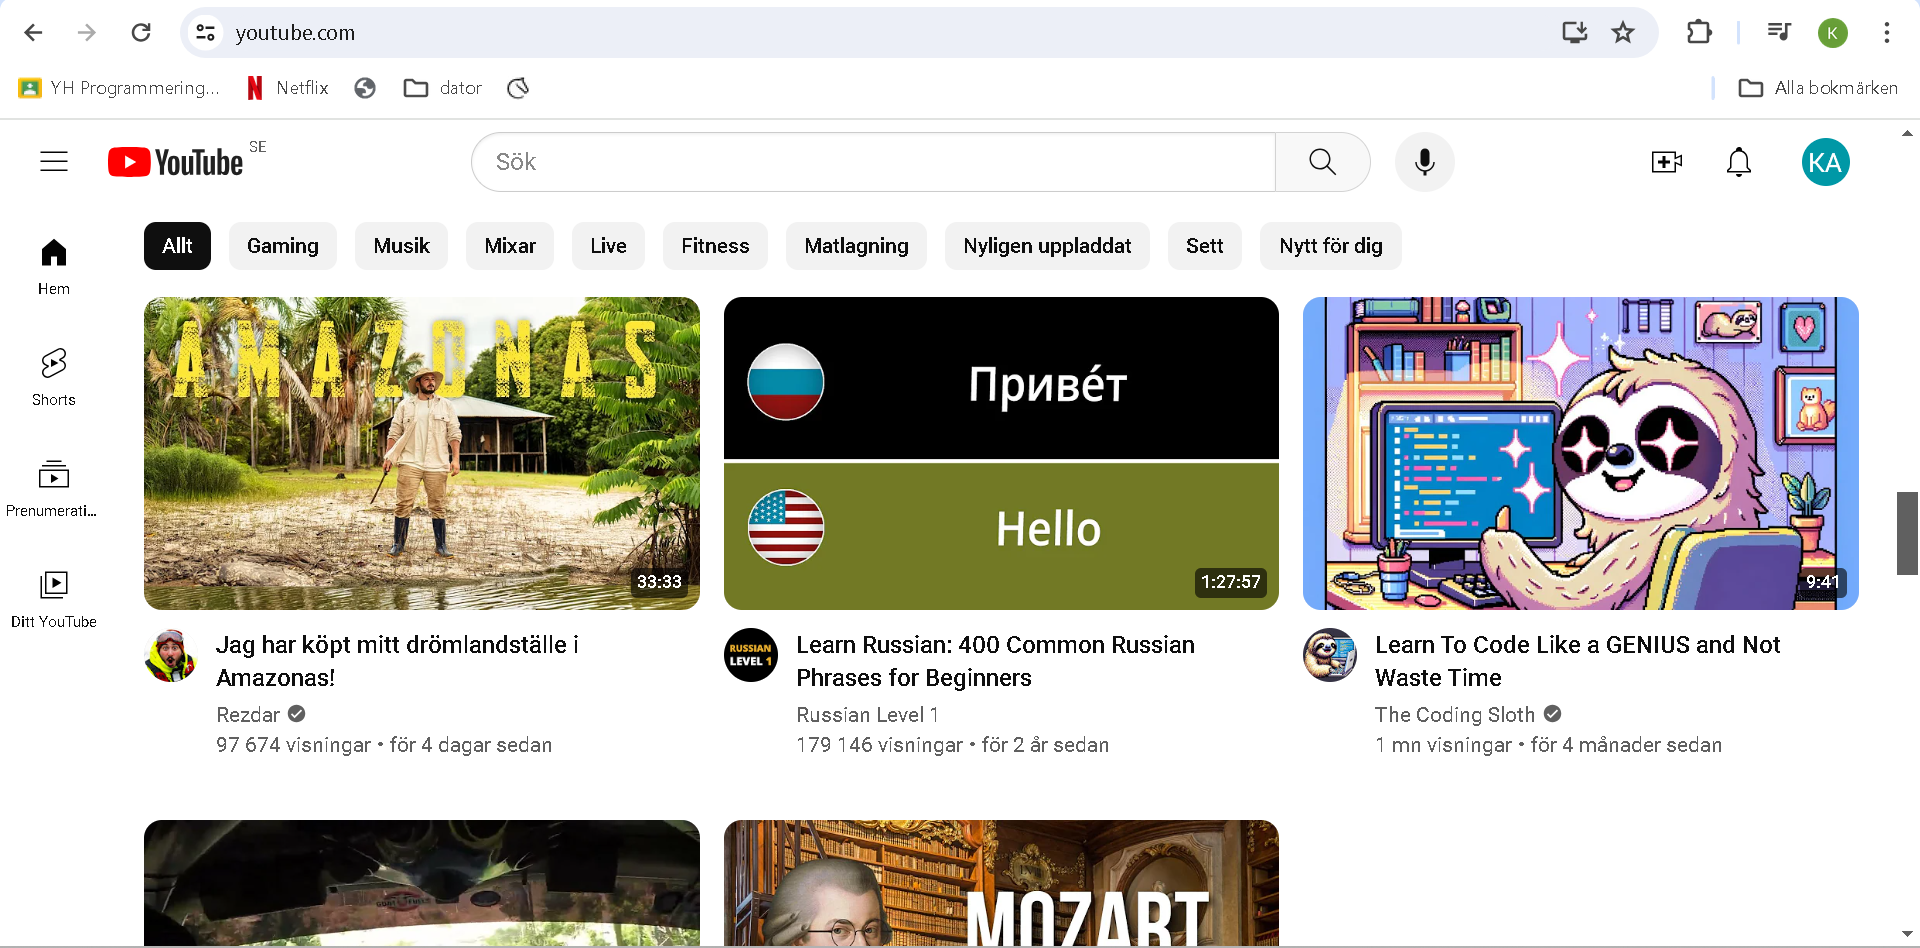 youtube.com
YH Programmering...
Netflix
dator
Alla bokmärken
YouTube SE
Sök
KA
K
Allt
Gaming
Musik
Mixar
Live
Fitness
Matlagning
Nyligen uppladdat
Sett
Nytt för dig
Hem
Shorts
Prenumerati...
Ditt YouTube
AMAZONAS
33:33
Приве́т
Hello
1:27:57
9:41
Jag har köpt mitt drömlandställe i
Amazonas!
Rezdar
97 674 visningar • för 4 dagar sedan
RUSSIAN
LEVEL 1
Learn Russian: 400 Common Russian
Phrases for Beginners
Russian Level 1
179 146 visningar • för 2 år sedan
Learn To Code Like a GENIUS and Not
Waste Time
The Coding Sloth
1 mn visningar • för 4 månader sedan
MOZART